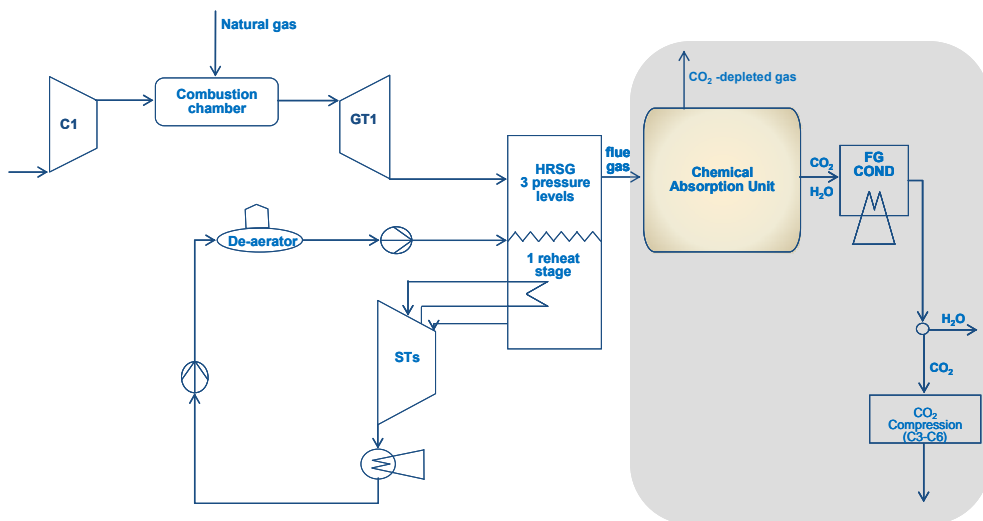 Natural gas
C1
Combustion
chamber
GT1
HRSG
3 pressure
levels
flue
gas
CO₂ -depleted gas
Chemical
Absorption Unit
CO₂
H₂O
FG
COND
De-aerator
1 reheat
stage
STs
H₂O
CO₂
CO₂
Compression
(C3-C6)